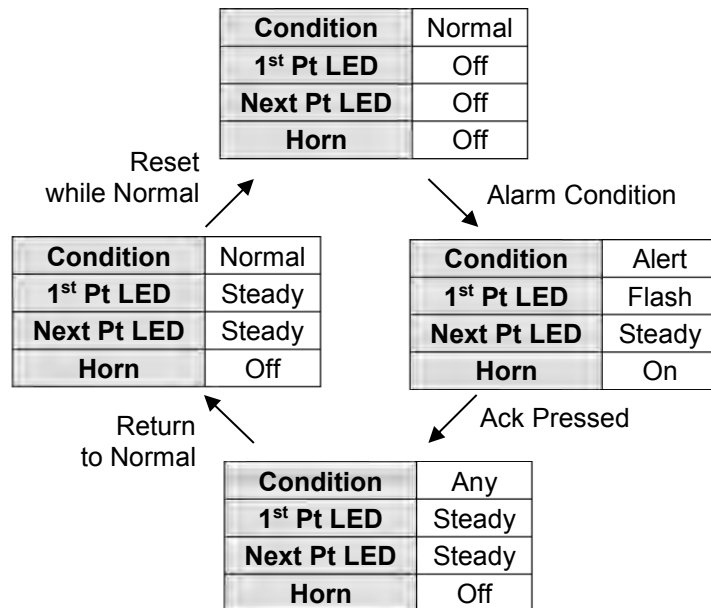 Condition Normal
1st Pt LED Off
Next Pt LED Off
Horn Off
Reset
while Normal
Alarm Condition
Condition Normal
1st Pt LED Steady
Next Pt LED Steady
Horn Off
Condition Alert
1st Pt LED Flash
Next Pt LED Steady
Horn On
Return
to Normal
Ack Pressed
Condition Any
1st Pt LED Steady
Next Pt LED Steady
Horn Off